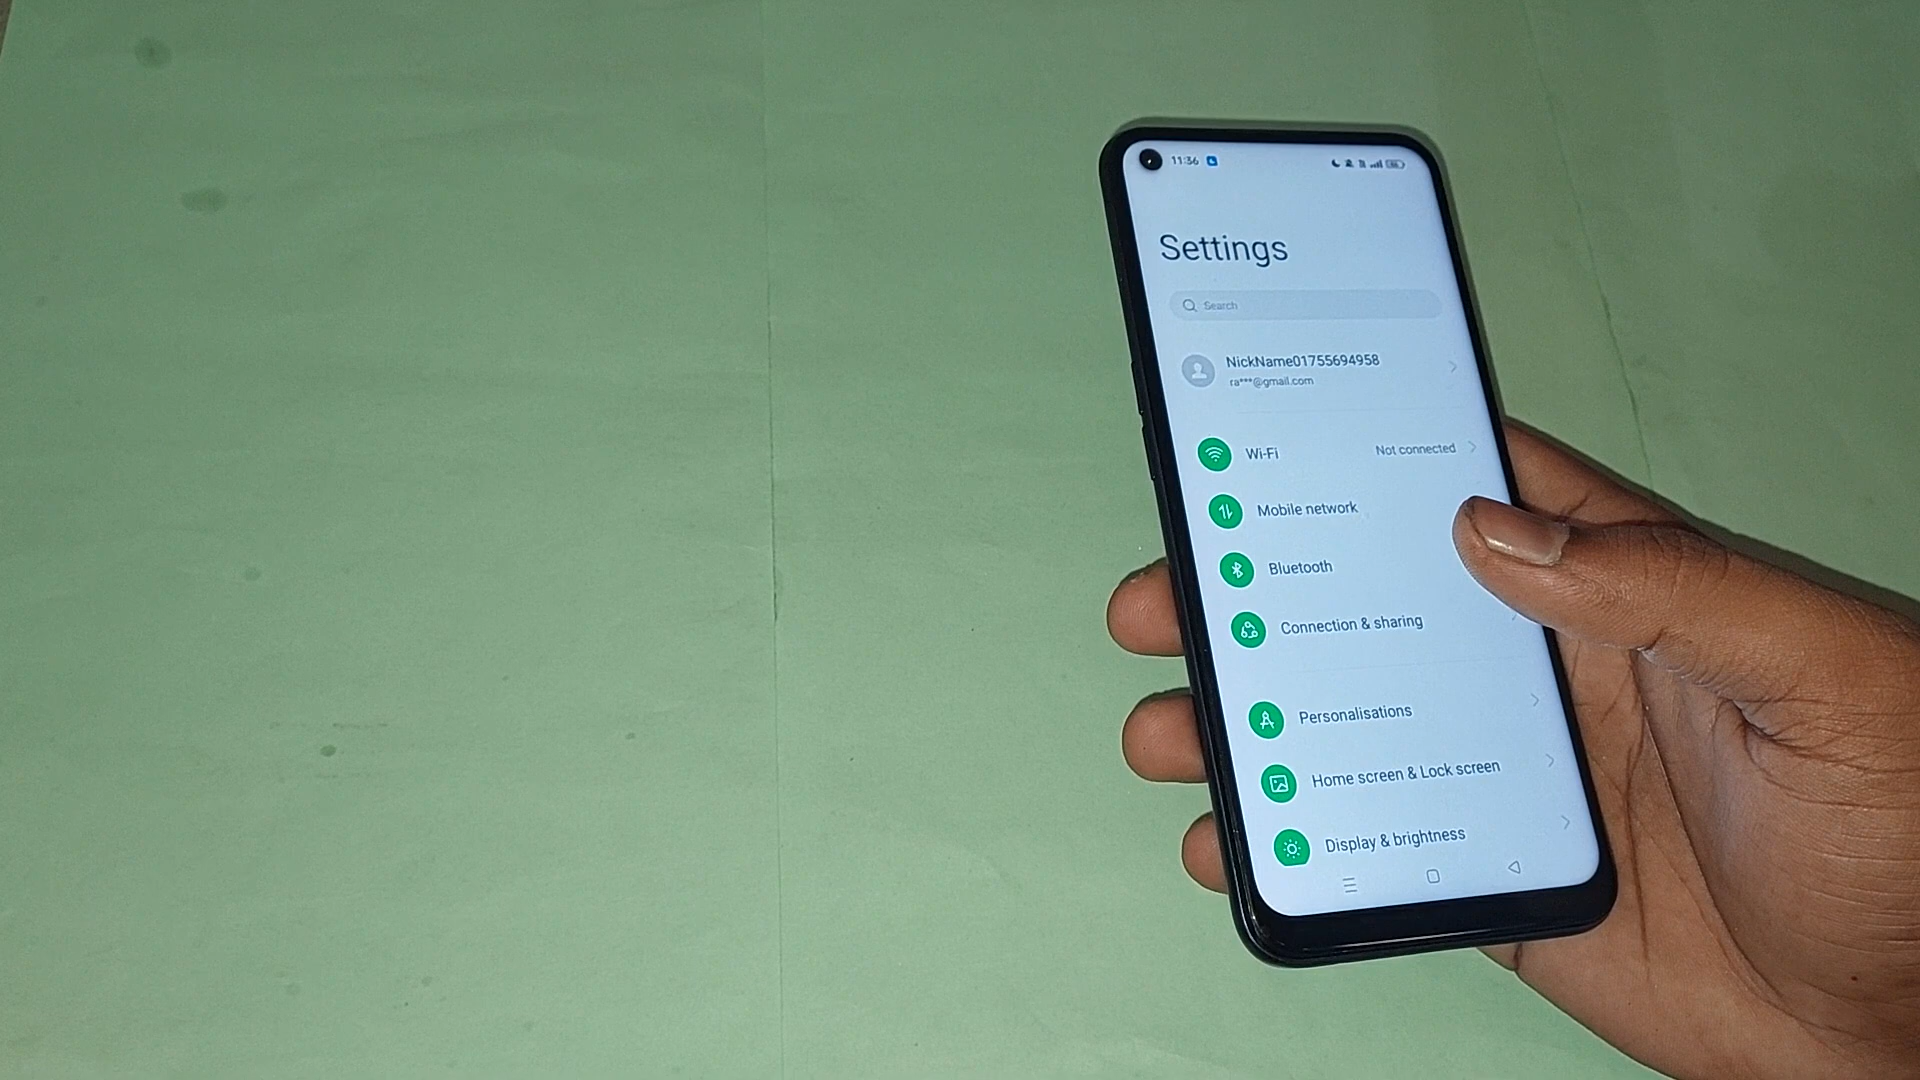 11:36
Settings
Search
NickName01755694958
ra***@gmail.com
Wi-Fi Not connected
Mobile network
Bluetooth
Connection & sharing
Personalisations
Home screen & Lock screen
Display & brightness